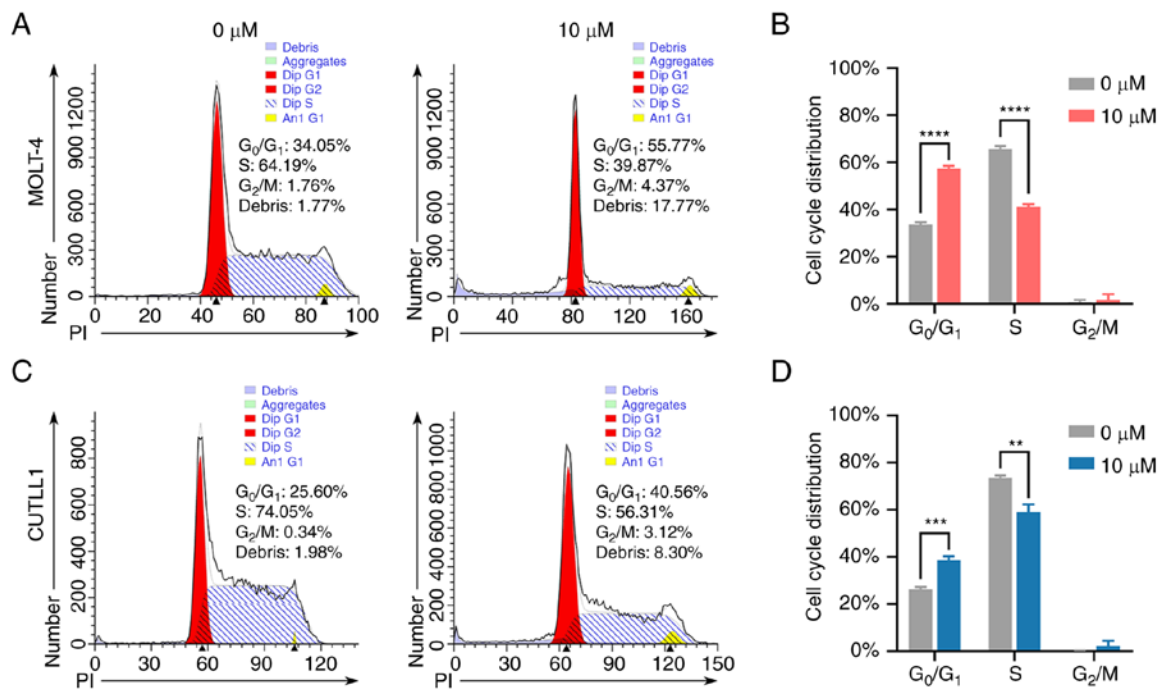 A
0 μM
10 μM
Debris
Aggregates
Dip G1
Dip G2
Dip S
An1 G1
G0/G1: 34.05%
S: 64.19%
G2/M: 1.76%
Debris: 1.77%
MOLT-4
Number
0 300 600 900 1200
0 20 40 60 80 100
PI
Debris
Aggregates
Dip G1
Dip G2
Dip S
An1 G1
G0/G1: 55.77%
S: 39.87%
G2/M: 4.37%
Debris: 17.77%
Number
0 300 600 900 1200
0 40 80 120 160
PI
B
Cell cycle distribution
100%
80%
60%
40%
20%
0%
0 μM
10 μM
****
****
G0/G1 S G2/M
C
Debris
Aggregates
Dip G1
Dip G2
Dip S
An1 G1
G0/G1: 25.60%
S: 74.05%
G2/M: 0.34%
Debris: 1.98%
CUTLL1
Number
0 200 400 600 800
0 30 60 90 120
PI
Debris
Aggregates
Dip G1
Dip G2
Dip S
An1 G1
G0/G1: 40.56%
S: 56.31%
G2/M: 3.12%
Debris: 8.30%
Number
0 200 400 600 800 1000
0 30 60 90 120 150
PI
D
Cell cycle distribution
100%
80%
60%
40%
20%
0%
0 μM
10 μM
***
**
G0/G1 S G2/M